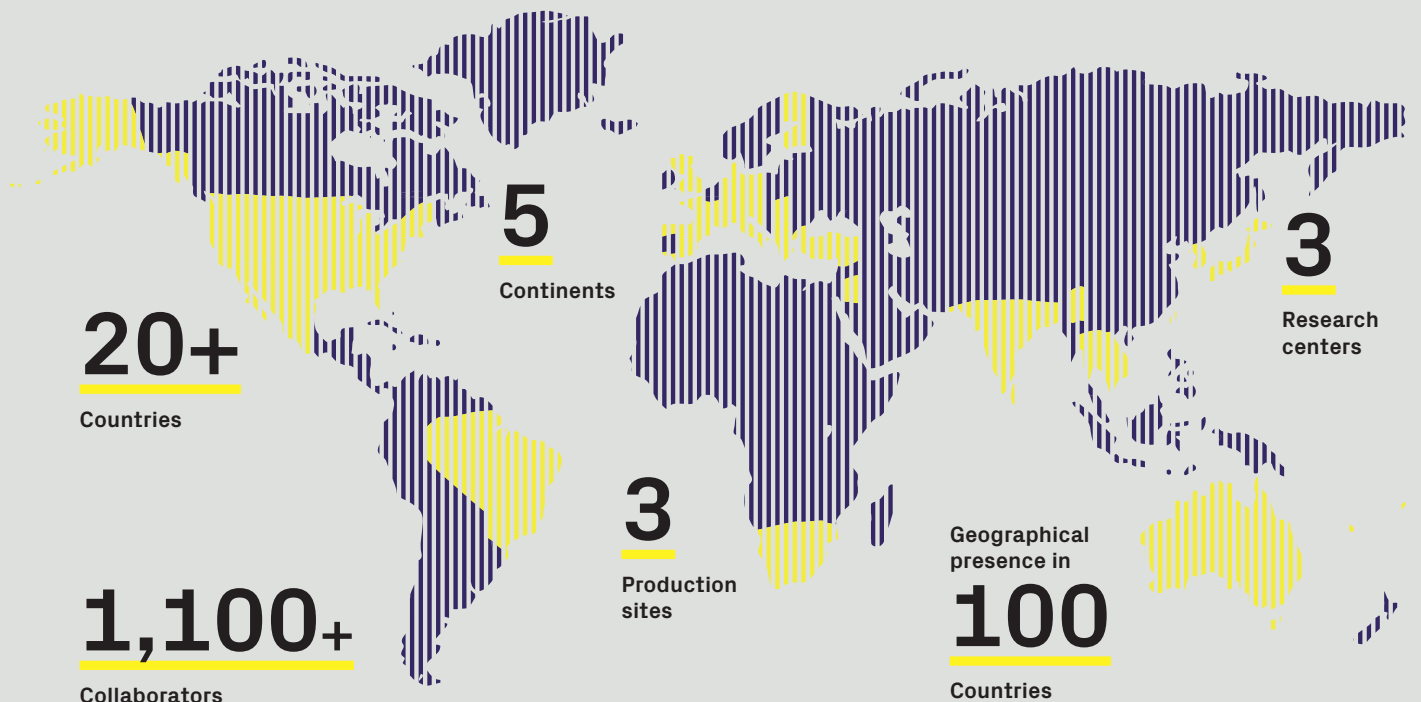 5
Continents
3
Research
centers
20+
Countries
3
Production
sites
Geographical
presence in
100
Countries
1,100+
Collaborators